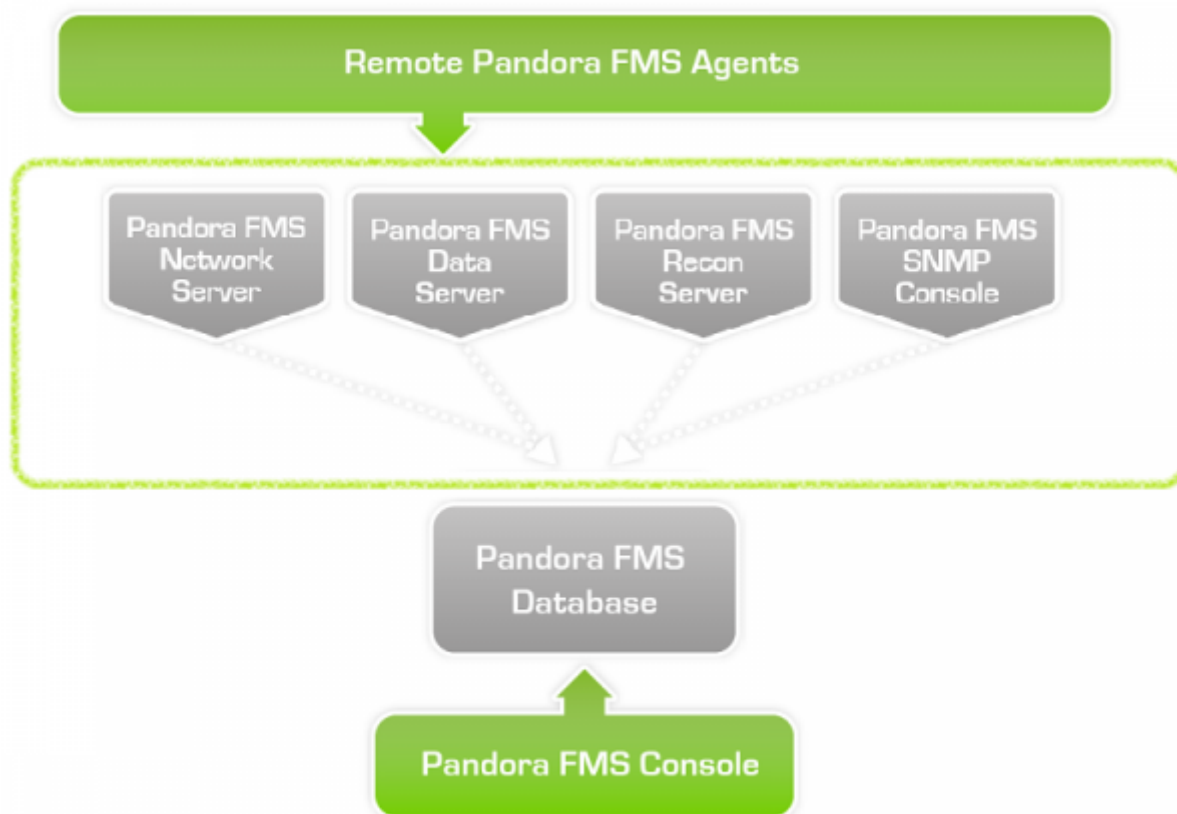 Remote Pandora FMS Agents
Pandora FMS
Network
Server
Pandora FMS
Data
Server
Pandora FMS
Recon
Server
Pandora FMS
SNMP
Console
Pandora FMS
Database
Pandora FMS Console